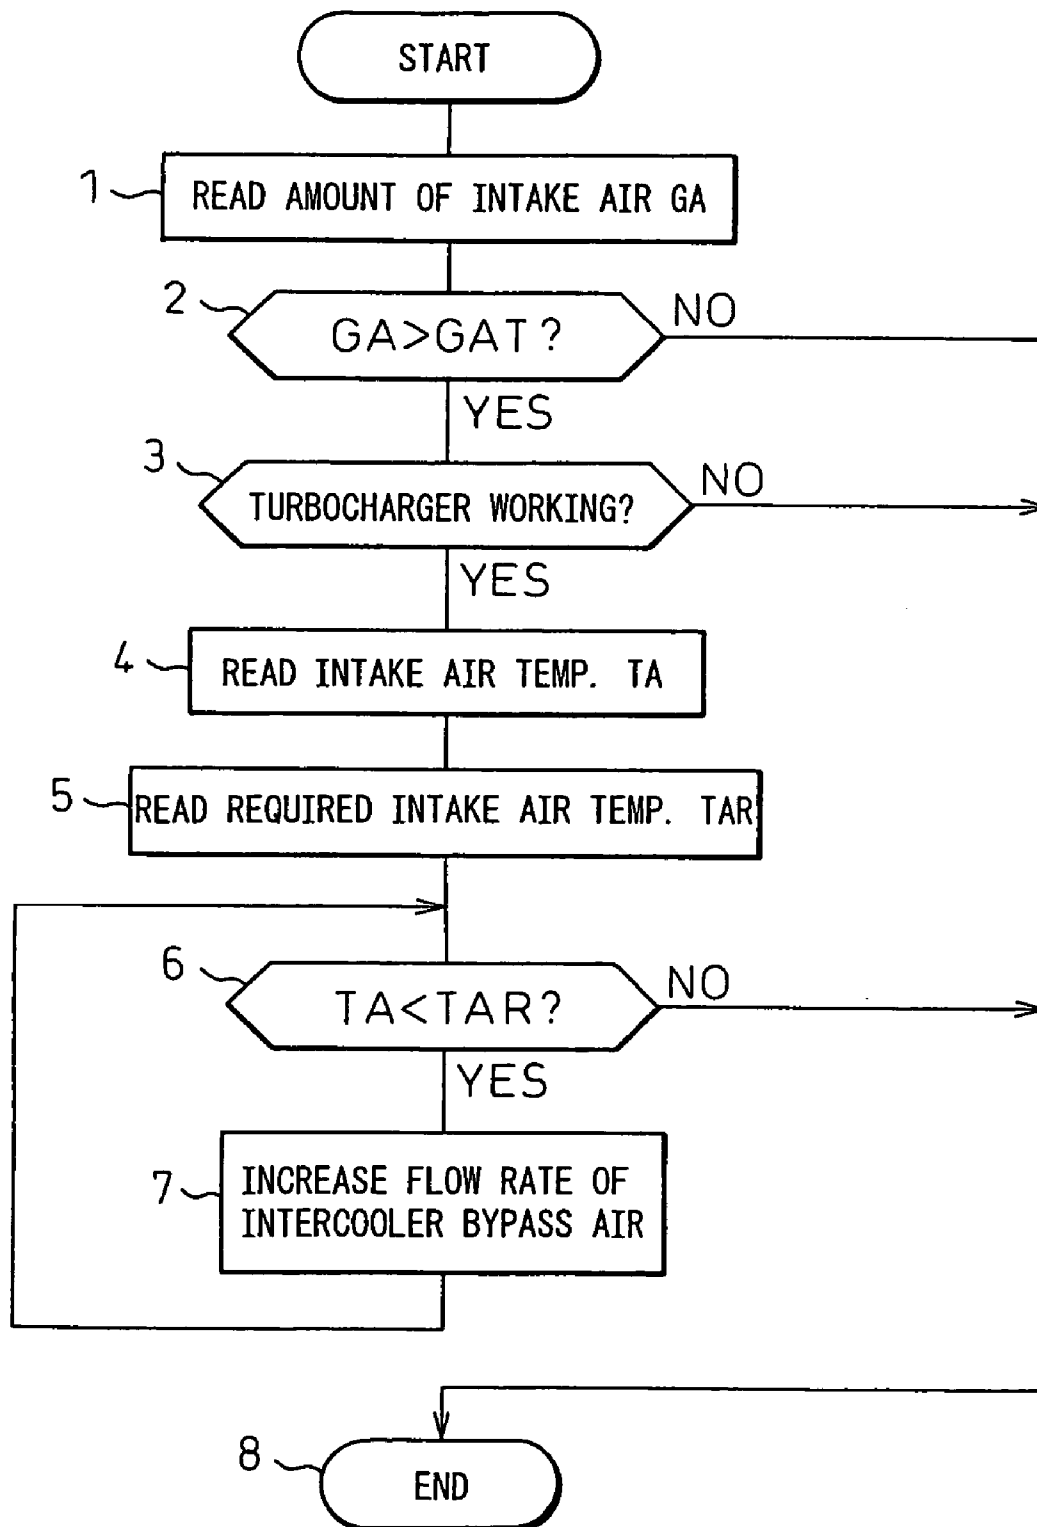 START
1
READ AMOUNT OF INTAKE AIR GA
2
GA>GAT?
NO
YES
3
TURBOCHARGER WORKING?
NO
YES
4
READ INTAKE AIR TEMP. TA
5
READ REQUIRED INTAKE AIR TEMP. TAR
6
TA<TAR?
NO
YES
7
INCREASE FLOW RATE OF
INTERCOOLER BYPASS AIR
8
END